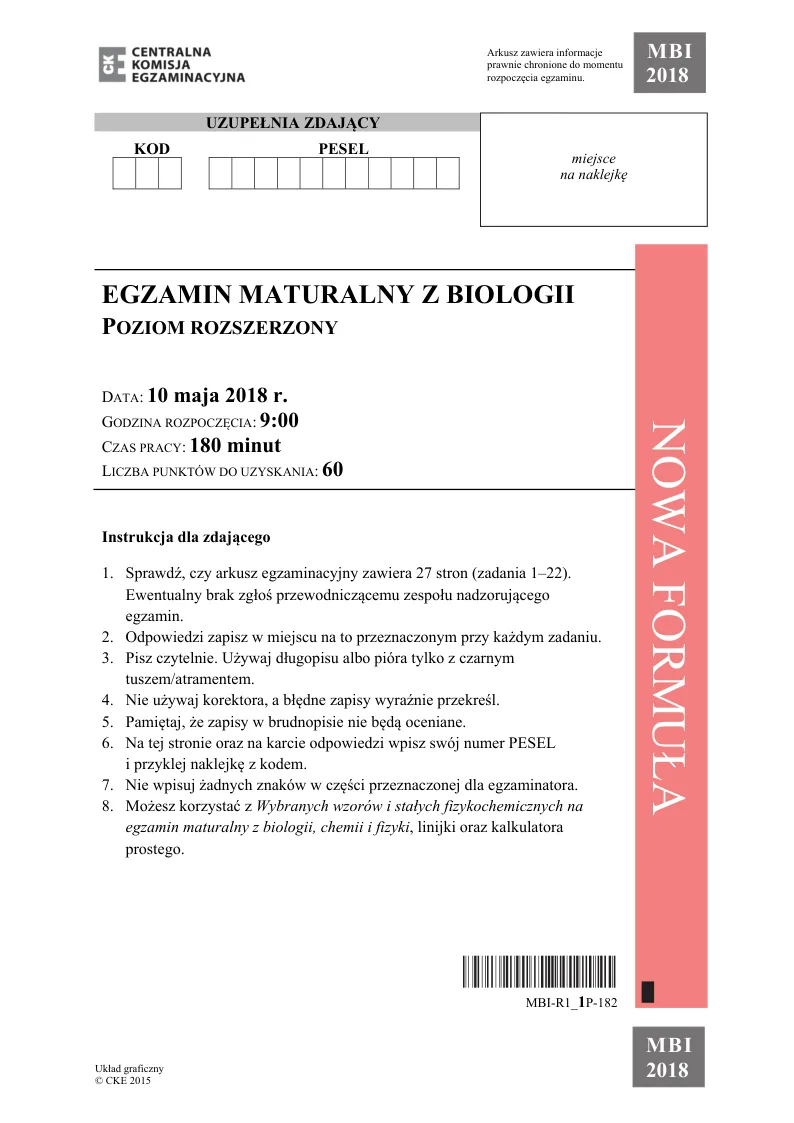 CENTRALNA
KOMISJA
EGZAMINACYJNA
CKE
Arkusz zawiera informacje
prawnie chronione do momentu
rozpoczęcia egzaminu.
MBI
2018
UZUPEŁNIA ZDAJĄCY
KOD PESEL
miejsce
na naklejkę
EGZAMIN MATURALNY Z BIOLOGII
POZIOM ROZSZERZONY
DATA: 10 maja 2018 r.
GODZINA ROZPOCZĘCIA: 9:00
CZAS PRACY: 180 minut
LICZBA PUNKTÓW DO UZYSKANIA: 60
NOWA FORMUŁA
Instrukcja dla zdającego
1. Sprawdź, czy arkusz egzaminacyjny zawiera 27 stron (zadania 1–22).
Ewentualny brak zgłoś przewodniczącemu zespołu nadzorującego
egzamin.
2. Odpowiedzi zapisz w miejscu na to przeznaczonym przy każdym zadaniu.
3. Pisz czytelnie. Używaj długopisu albo pióra tylko z czarnym
tuszem/atramentem.
4. Nie używaj korektora, a błędne zapisy wyraźnie przekreśl.
5. Pamiętaj, że zapisy w brudnopisie nie będą oceniane.
6. Na tej stronie oraz na karcie odpowiedzi wpisz swój numer PESEL
i przyklej naklejkę z kodem.
7. Nie wpisuj żadnych znaków w części przeznaczonej dla egzaminatora.
8. Możesz korzystać z Wybranych wzorów i stałych fizykochemicznych na
egzamin maturalny z biologii, chemii i fizyki, linijki oraz kalkulatora
prostego.
MBI-R1_1P-182
Układ graficzny
© CKE 2015
MBI
2018